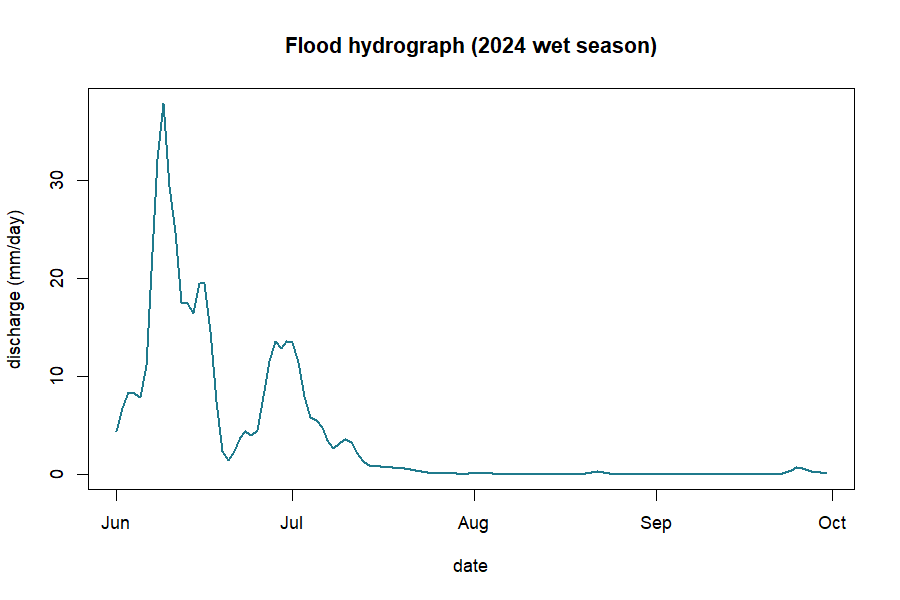 Flood hydrograph (2024 wet season)
discharge (mm/day)
30
20
10
0
Jun Jul Aug Sep Oct
date